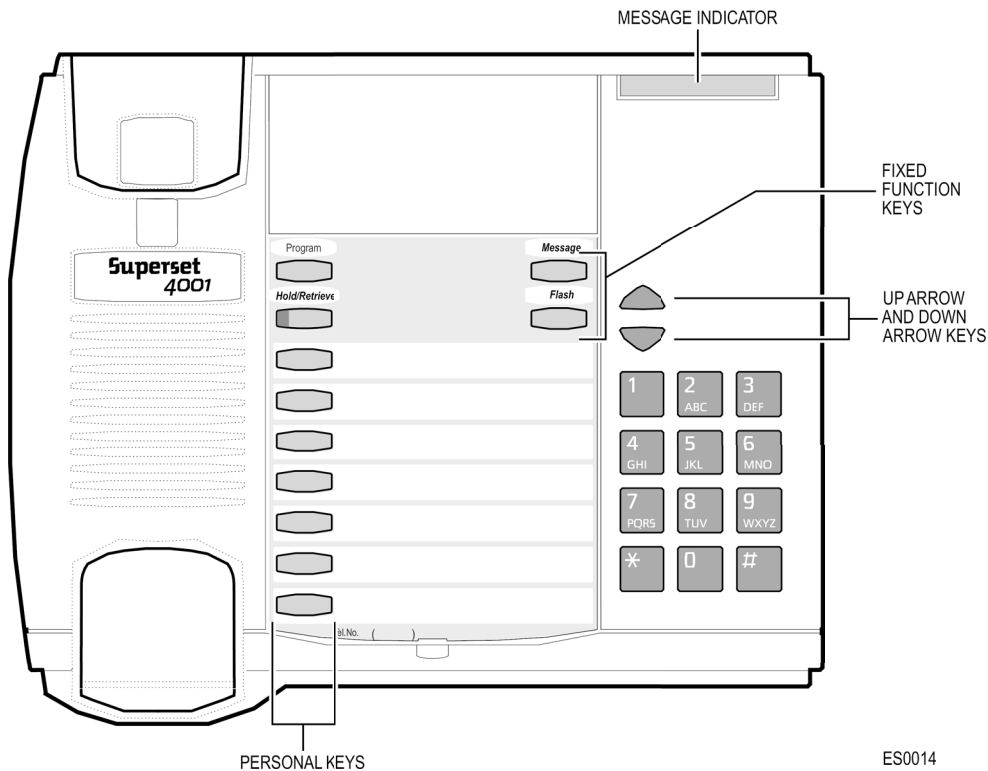 MESSAGE INDICATOR
FIXED
FUNCTION
KEYS
Program
Message
Superset
4001
Hold/Retrieve
Flash
UP ARROW
AND DOWN
ARROW KEYS
1
2
ABC
3
DEF
4
GHI
5
JKL
6
MNO
7
PQRS
8
TUV
9
WXYZ
*
0
#
el.No. ( )
PERSONAL KEYS
ES0014